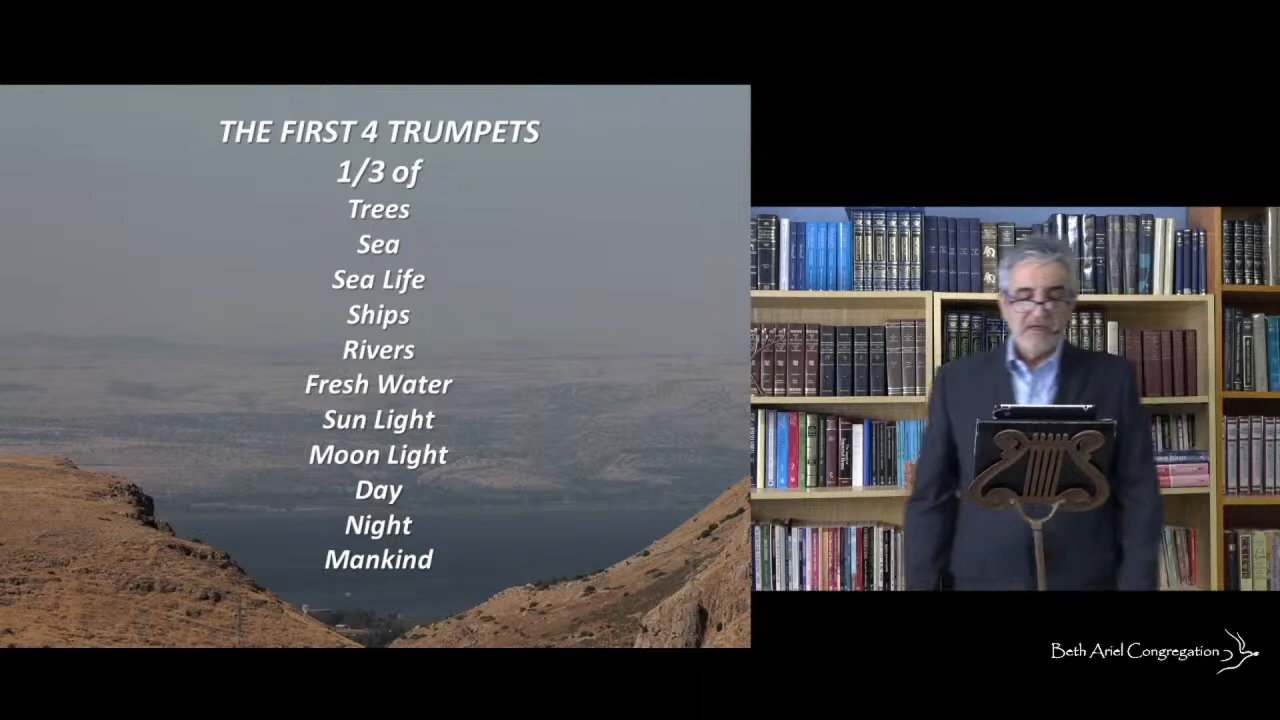 THE FIRST 4 TRUMPETS
1/3 of
Trees
Sea
Sea Life
Ships
Rivers
Fresh Water
Sun Light
Moon Light
Day
Night
Mankind
Beth Ariel Congregation